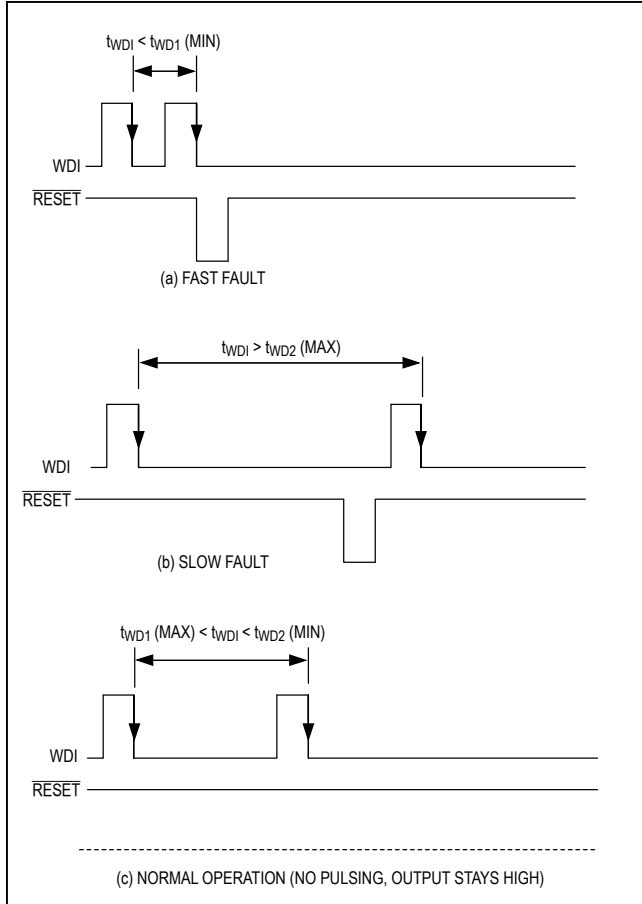 tWDI < tWD1 (MIN)
WDI
RESET
(a) FAST FAULT
tWDI > tWD2 (MAX)
WDI
RESET
(b) SLOW FAULT
tWD1 (MAX) < tWDI < tWD2 (MIN)
WDI
RESET
(c) NORMAL OPERATION (NO PULSING, OUTPUT STAYS HIGH)